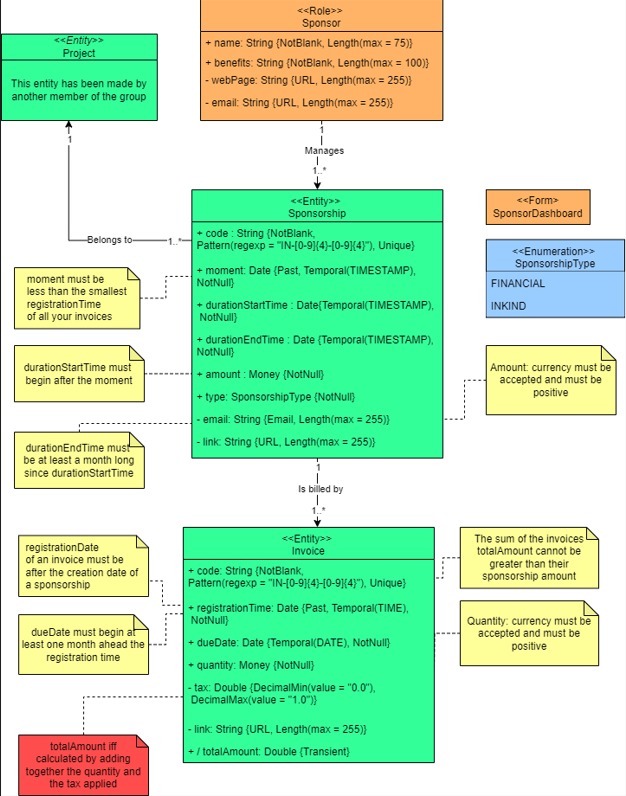 <<Role>>
Sponsor
+ name: String {NotBlank, Length(max = 75)}
+ benefits: String {NotBlank, Length(max = 100)}
- webPage: String {URL, Length(max = 255)}
- email: String {URL, Length(max = 255)}
<<Entity>>
Project
This entity has been made by
another member of the group
1
1
Manages
1..*
Belongs to
1..*
<<Entity>>
Sponsorship
+ code : String {NotBlank,
Pattern(regexp = "IN-[0-9]{4}-[0-9]{4}"), Unique}
+ moment: Date {Past, Temporal(TIMESTAMP),
NotNull}
+ durationStartTime : Date{Temporal(TIMESTAMP),
NotNull}
+ durationEndTime : Date {Temporal(TIMESTAMP),
NotNull}
+ amount : Money {NotNull}
+ type: SponsorshipType {NotNull}
- email: String {Email, Length(max = 255)}
- link: String {URL, Length(max = 255)}
<<Form>
SponsorDashboard
<<Enumeration>>
SponsorshipType
FINANCIAL
INKIND
moment must be
less than the smallest
registrationTime
of all your invoices
durationStartTime must
begin after the moment
durationEndTime must
be at least a month long
since durationStartTime
Amount: currency must be
accepted and must be
positive
1
Is billed by
1..*
<<Entity>>
Invoice
+ code: String {NotBlank,
Pattern(regexp = "IN-[0-9]{4}-[0-9]{4}"), Unique}
+ registrationTime: Date {Past, Temporal(TIME),
NotNull}
+ dueDate: Date {Temporal(DATE), NotNull}
+ quantity: Money {NotNull}
- tax: Double {DecimalMin(value = "0.0"),
DecimalMax(value = "1.0")}
- link: String {URL, Length(max = 255)}
+ / totalAmount: Double {Transient}
registrationDate
of an invoice must be
after the creation date of
a sponsorship
dueDate must begin at
least one month ahead the
registration time
The sum of the invoices
totalAmount cannot be
greater than their
sponsorship amount
Quantity: currency must be
accepted and must be
positive
totalAmount iff
calculated by adding
together the quantity and
the tax applied